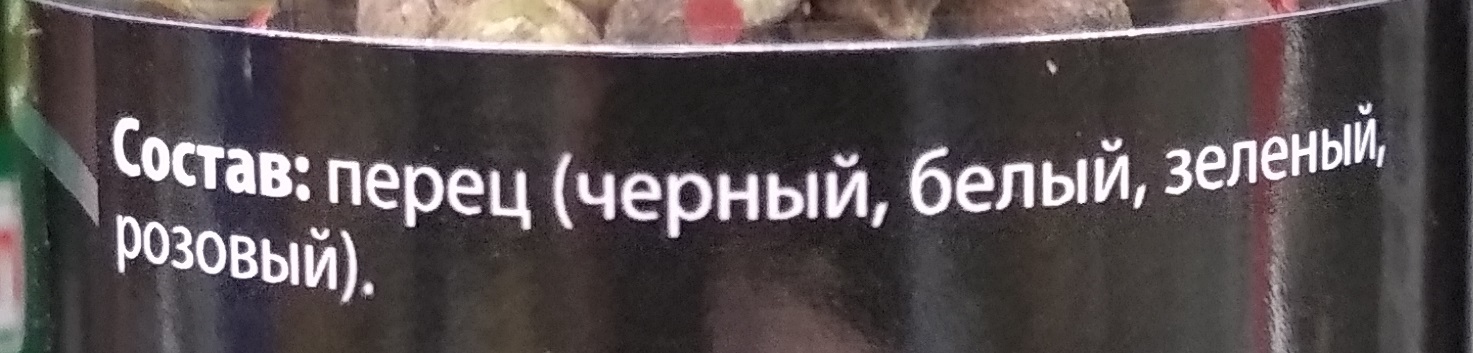 Состав: перец (черный, белый, зеленый,
розовый).